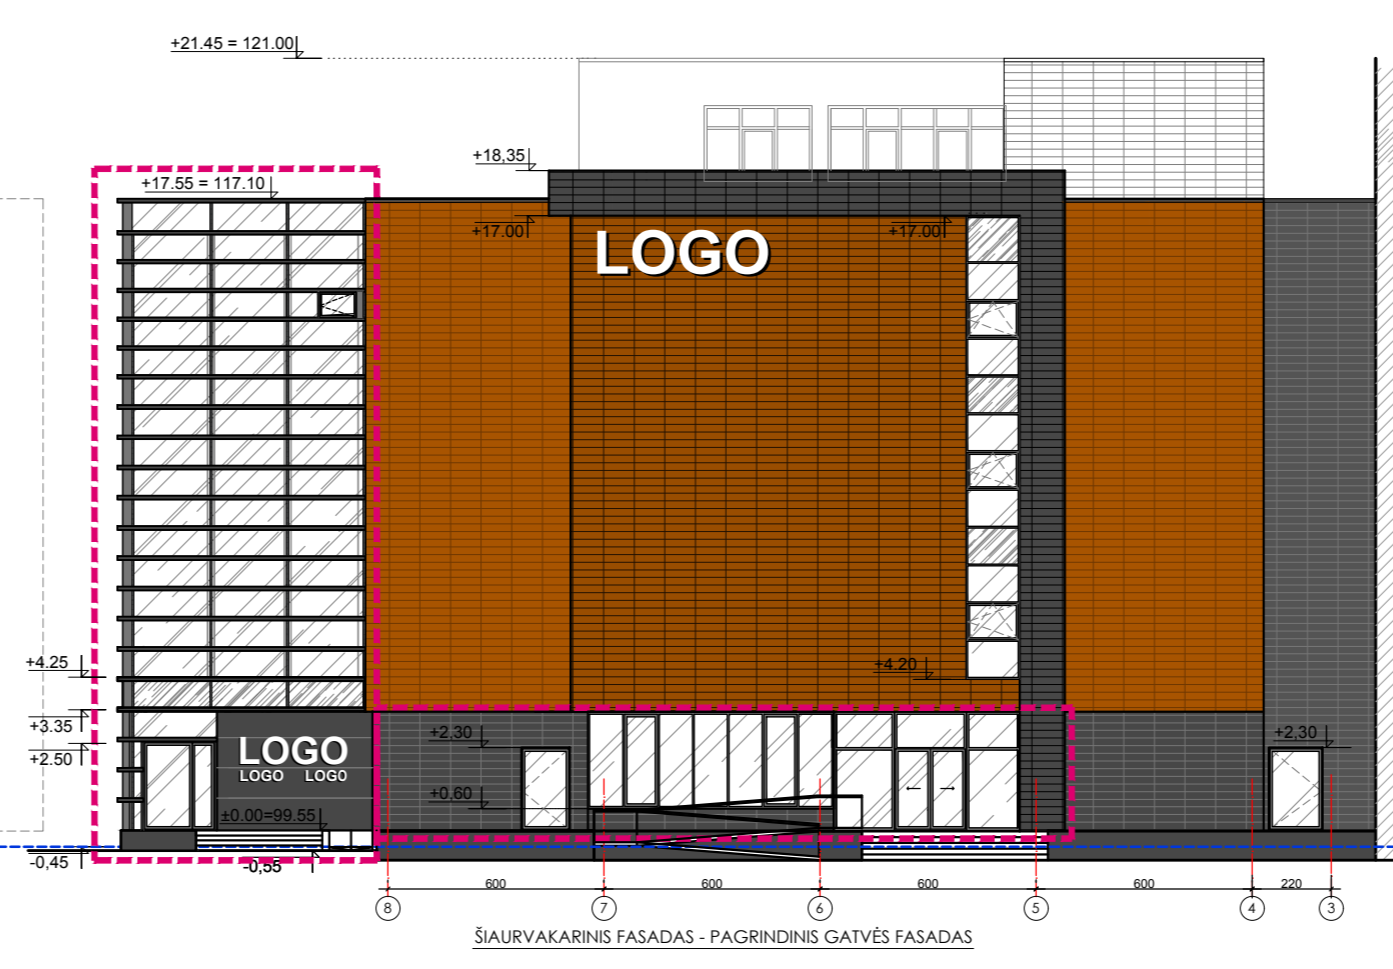 +21.45 = 121.00
+18,35
+17.55 = 117.10
+17.00
+17.00
LOGO
+4.25
+4.20
+3.35
+2.50
+2,30
+2,30
LOGO
LOGO LOGO
+0,60
±0.00=99.55
-0,45
-0,55
600 600 600 600 220
8 7 6 5 4 3
ŠIAURVAKARINIS FASADAS - PAGRINDINIS GATVĖS FASADAS